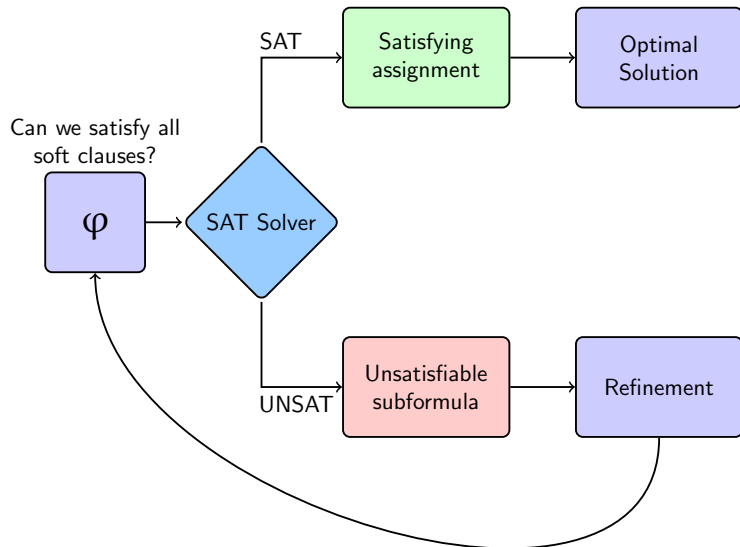 SAT
Satisfying
assignment
Optimal
Solution
Can we satisfy all
soft clauses?
φ
SAT Solver
UNSAT
Unsatisfiable
subformula
Refinement